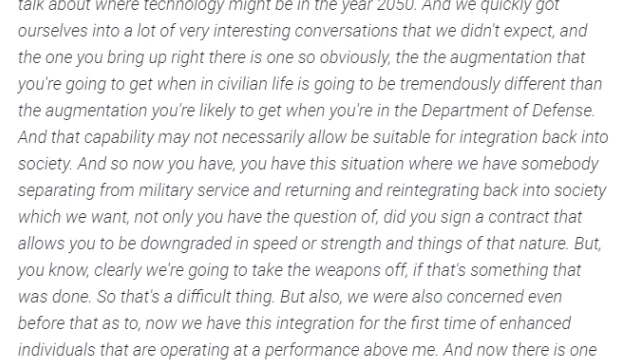 talk about where technology might be in the year 2050. And we quickly got
ourselves into a lot of very interesting conversations that we didn't expect, and
the one you bring up right there is one so obviously, the the augmentation that
you're going to get when in civilian life is going to be tremendously different than
the augmentation you're likely to get when you're in the Department of Defense.
And that capability may not necessarily allow be suitable for integration back into
society. And so now you have, you have this situation where we have somebody
separating from military service and returning and reintegrating back into society
which we want, not only you have the question of, did you sign a contract that
allows you to be downgraded in speed or strength and things of that nature. But,
you know, clearly we're going to take the weapons off, if that's something that
was done. So that's a difficult thing. But also, we were also concerned even
before that as to, now we have this integration for the first time of enhanced
individuals that are operating at a performance above me. And now there is one